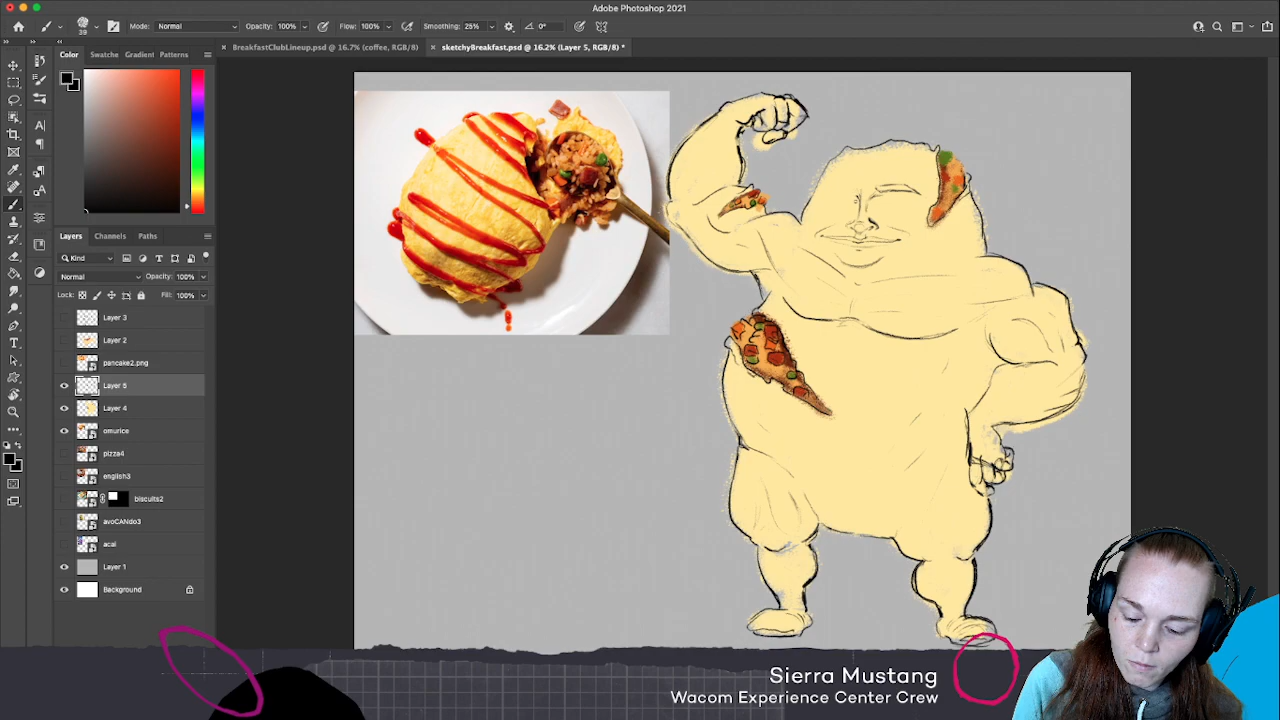 Adobe Photoshop 2021
39 Mode: Normal Opacity: 100% Flow: 100% Smoothing: 25% 0°
× BreakfastClubLineup.psd @ 16.7% (coffee, RGB/8) × sketchyBreakfast.psd @ 16.2% (Layer 5, RGB/8) *
Color Swatches Gradient Patterns
Layers Channels Paths
Kind
Normal Opacity: 100%
Lock: Fill: 100%
Layer 3
Layer 2
pancake2.png
Layer 5
Layer 4
omurice
pizza4
english3
biscuits2
avoCANdo3
acai
Layer 1
Background
Sierra Mustang
Wacom Experience Center Crew